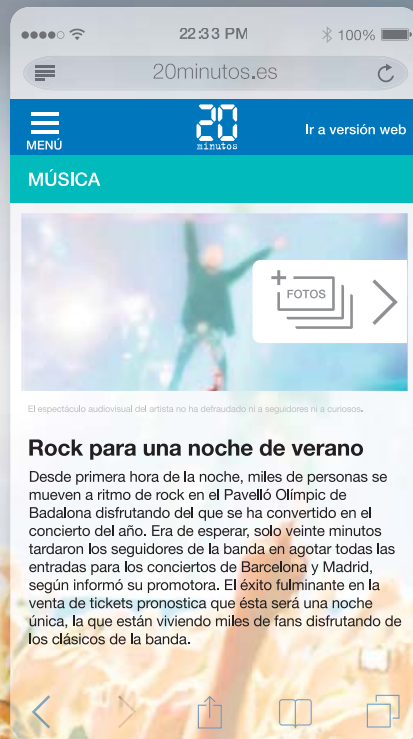 22:33 PM
100%
20minutos.es
MENÚ
20
minutos
Ir a versión web
MÚSICA
FOTOS
El espectáculo audiovisual del artista no ha defraudado ni a seguidores ni a curiosos.
Rock para una noche de verano
Desde primera hora de la noche, miles de personas se
mueven a ritmo de rock en el Pavelló Olímpic de
Badalona disfrutando del que se ha convertido en el
concierto del año. Era de esperar, solo veinte minutos
tardaron los seguidores de la banda en agotar todas las
entradas para los conciertos de Barcelona y Madrid,
según informó su promotora. El éxito fulminante en la
venta de tickets pronostica que ésta será una noche
única, la que están viviendo miles de fans disfrutando de
los clásicos de la banda.